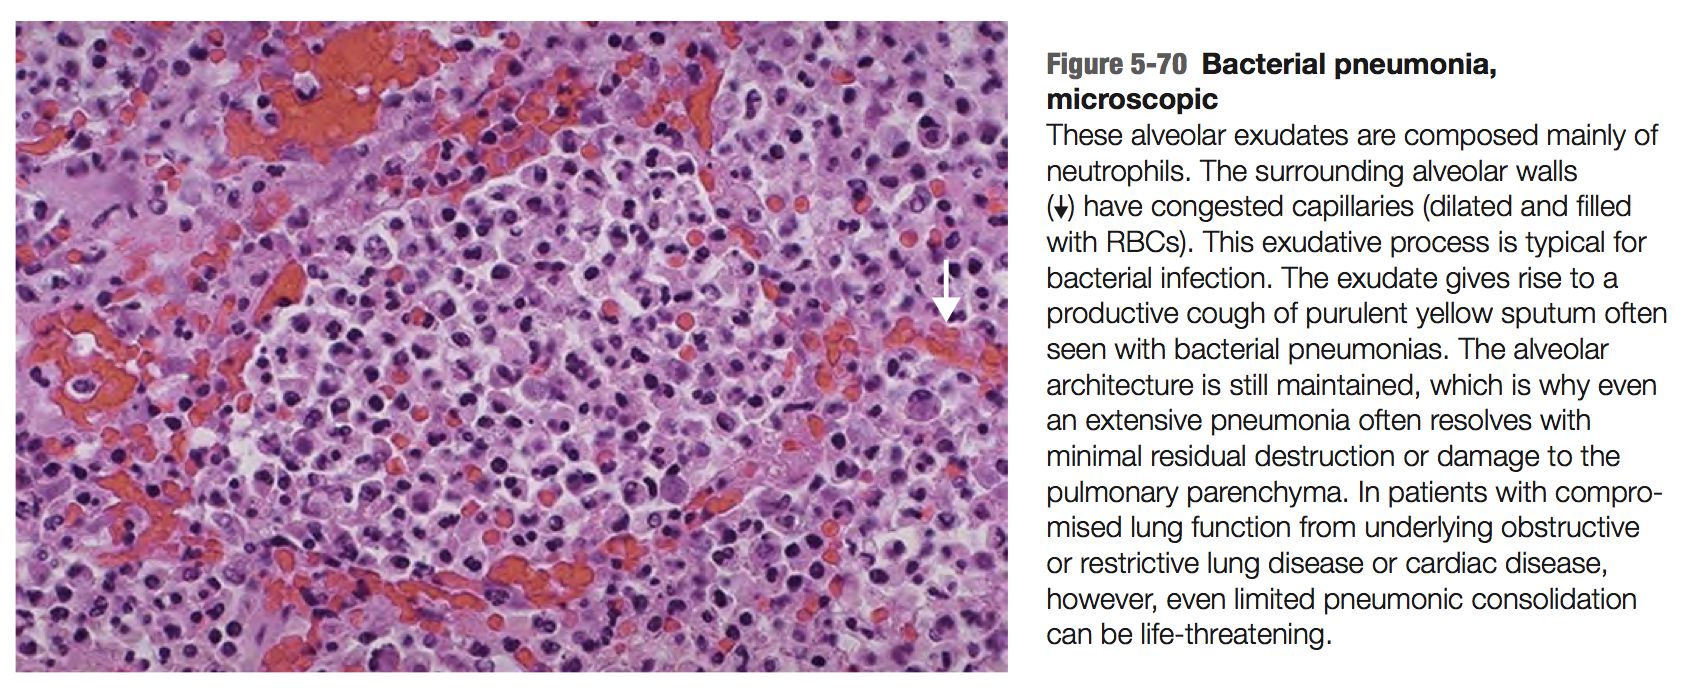 Figure 5-70 Bacterial pneumonia,
microscopic
These alveolar exudates are composed mainly of
neutrophils. The surrounding alveolar walls
(↓) have congested capillaries (dilated and filled
with RBCs). This exudative process is typical for
bacterial infection. The exudate gives rise to a
productive cough of purulent yellow sputum often
seen with bacterial pneumonias. The alveolar
architecture is still maintained, which is why even
an extensive pneumonia often resolves with
minimal residual destruction or damage to the
pulmonary parenchyma. In patients with compro-
mised lung function from underlying obstructive
or restrictive lung disease or cardiac disease,
however, even limited pneumonic consolidation
can be life-threatening.